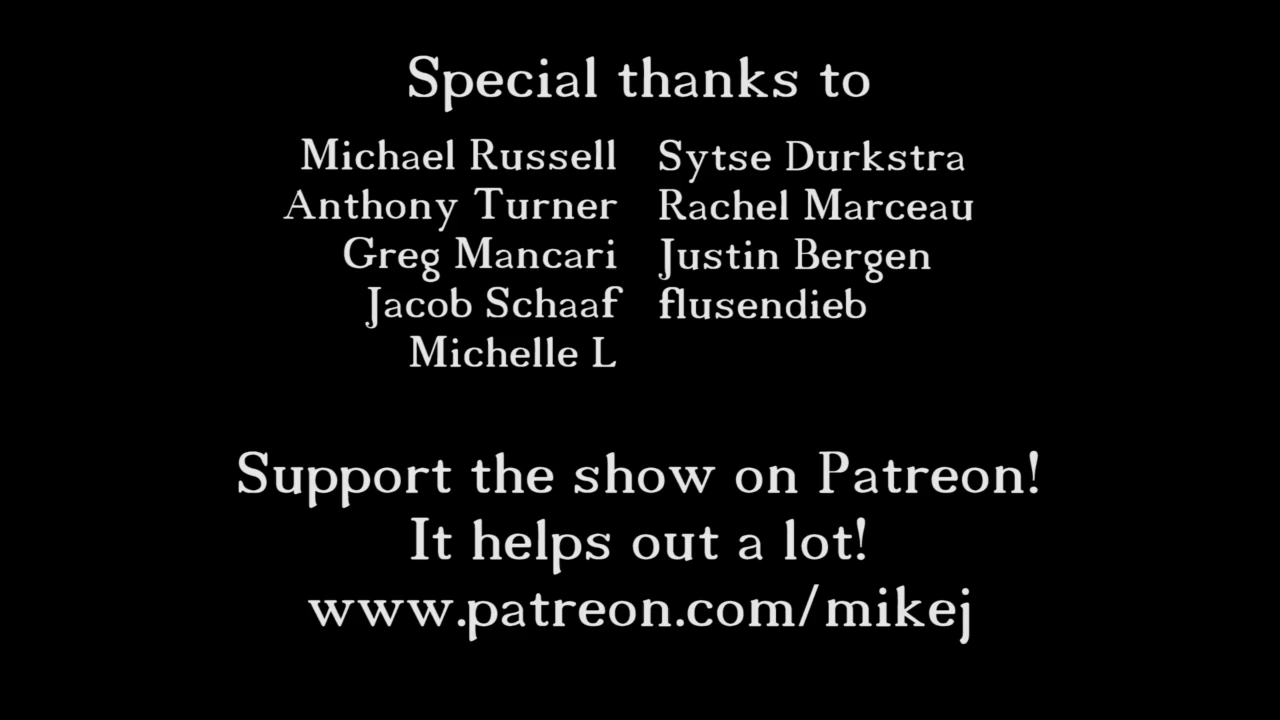 Special thanks to
Michael Russell
Anthony Turner
Greg Mancari
Jacob Schaaf
Michelle L
Sytse Durkstra
Rachel Marceau
Justin Bergen
flusendieb
Support the show on Patreon!
It helps out a lot!
www.patreon.com/mikej